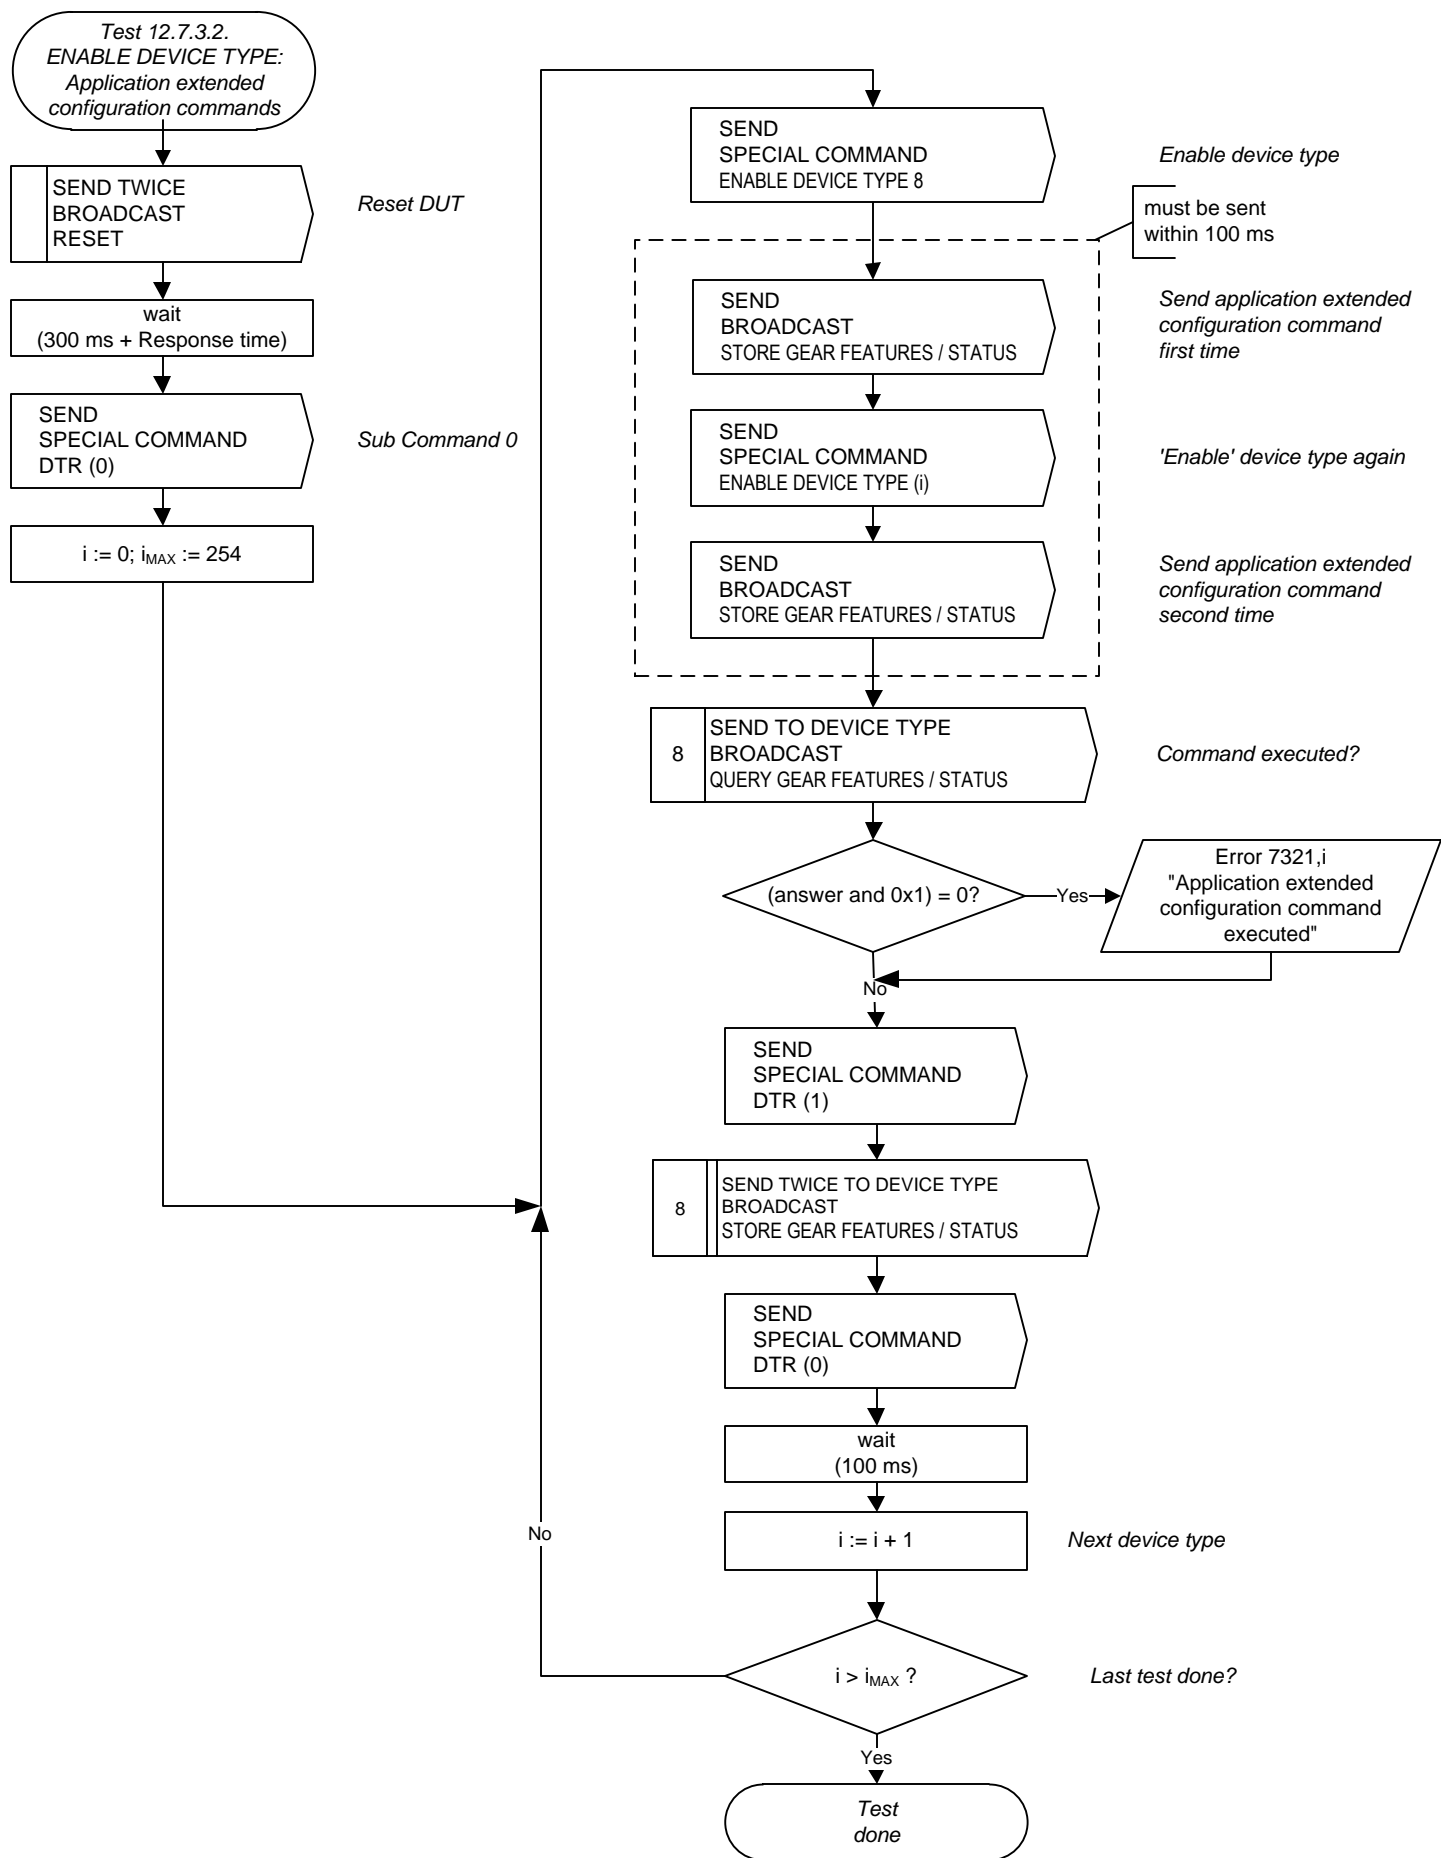 Test 12.7.3.2.
ENABLE DEVICE TYPE:
Application extended
configuration commands
SEND TWICE
BROADCAST
RESET
Reset DUT
wait
(300 ms + Response time)
SEND
SPECIAL COMMAND
DTR (0)
Sub Command 0
i := 0; iMAX := 254
SEND
SPECIAL COMMAND
ENABLE DEVICE TYPE 8
Enable device type
must be sent
within 100 ms
SEND
BROADCAST
STORE GEAR FEATURES / STATUS
Send application extended
configuration command
first time
SEND
SPECIAL COMMAND
ENABLE DEVICE TYPE (i)
'Enable' device type again
SEND
BROADCAST
STORE GEAR FEATURES / STATUS
Send application extended
configuration command
second time
8
SEND TO DEVICE TYPE
BROADCAST
QUERY GEAR FEATURES / STATUS
Command executed?
(answer and 0x1) = 0?
Yes
Error 7321,i
"Application extended
configuration command
executed"
No
SEND
SPECIAL COMMAND
DTR (1)
8
SEND TWICE TO DEVICE TYPE
BROADCAST
STORE GEAR FEATURES / STATUS
SEND
SPECIAL COMMAND
DTR (0)
wait
(100 ms)
i := i + 1
Next device type
No
i > iMAX ?
Last test done?
Yes
Test
done